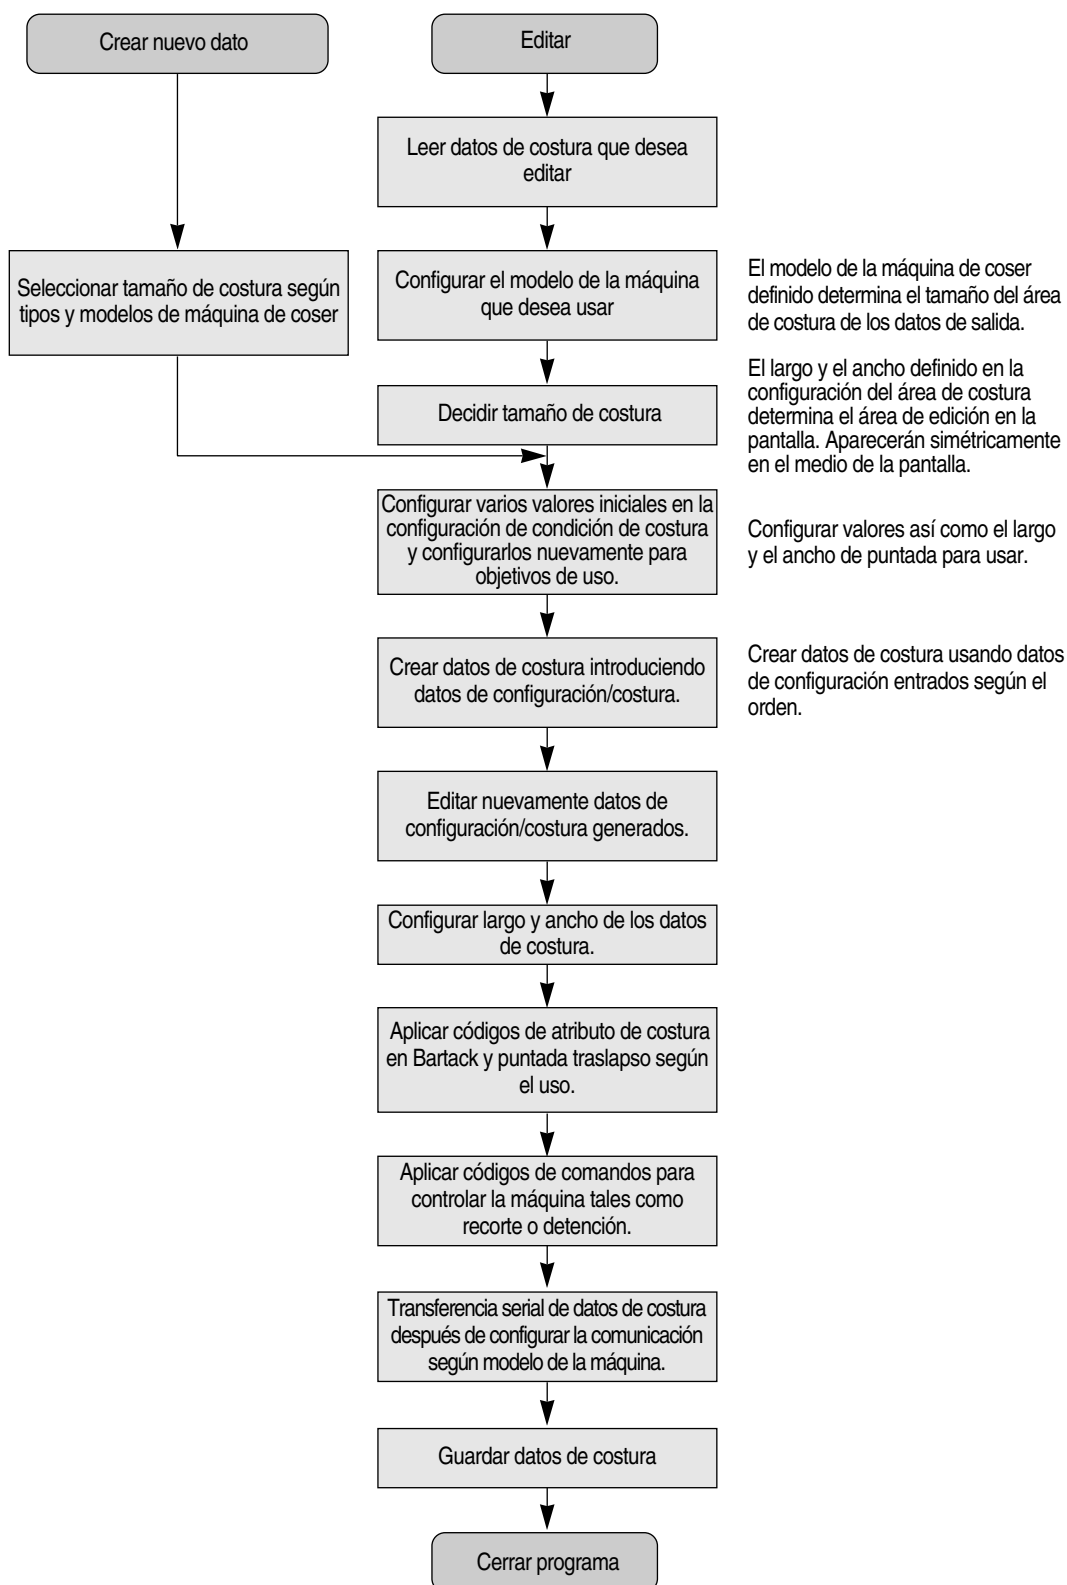 Crear nuevo dato
Editar
Leer datos de costura que desea
editar
Seleccionar tamaño de costura según
tipos y modelos de máquina de coser
Configurar el modelo de la máquina
que desea usar
El modelo de la máquina de coser
definido determina el tamaño del área
de costura de los datos de salida.
Decidir tamaño de costura
El largo y el ancho definido en la
configuración del área de costura
determina el área de edición en la
pantalla. Aparecerán simétricamente
en el medio de la pantalla.
Configurar varios valores iniciales en la
configuración de condición de costura
y configurarlos nuevamente para
objetivos de uso.
Configurar valores así como el largo
y el ancho de puntada para usar.
Crear datos de costura introduciendo
datos de configuración/costura.
Crear datos de costura usando datos
de configuración entrados según el
orden.
Editar nuevamente datos de
configuración/costura generados.
Configurar largo y ancho de los datos
de costura.
Aplicar códigos de atributo de costura
en Bartack y puntada traslapso según
el uso.
Aplicar códigos de comandos para
controlar la máquina tales como
recorte o detención.
Transferencia serial de datos de costura
después de configurar la comunicación
según modelo de la máquina.
Guardar datos de costura
Cerrar programa